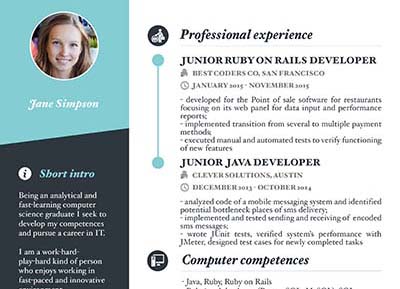 Jane Simpson
Short intro
Being an analytical and
fast-learning computer
science graduate I seek to
develop my competences
and pursue a career in IT.
I am a work-hard-
play-hard kind of person
who enjoys working in
fast-paced and innovative
Professional experience
JUNIOR RUBY ON RAILS DEVELOPER
BEST CODERS CO, SAN FRANCISCO
JANUARY 2015 - NOVEMBER 2015
- developed for the Point of sale software for restaurants
focusing on its web panel for data input and performance
reports;
- implemented transition from several to multiple payment
methods;
- executed manual and automated tests to verify functioning
of new features
JUNIOR JAVA DEVELOPER
CLEVER SOLUTIONS, AUSTIN
DECEMBER 2013 - OCTOBER 2014
- analyzed code of a mobile messaging system and identified
potential bottleneck places of sms delivery;
- implemented and tested sending and receiving of encoded
sms messages;
- wrote JUnit tests, verified system's performance with
JMeter, designed test cases for newly completed tasks
Computer competences
- Java, Ruby, Ruby on Rails